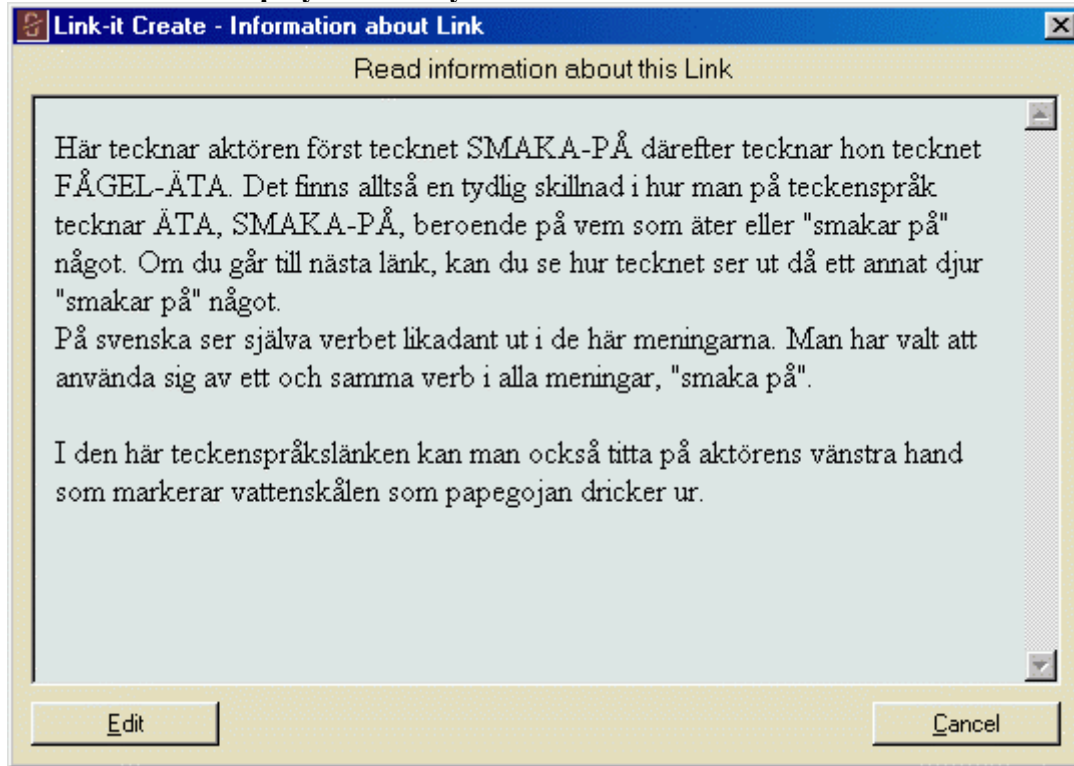 Link-it Create - Information about Link
Read information about this Link
Här tecknar aktören först tecknet SMAKA-PÅ därefter tecknar hon tecknet
FÅGEL-ÄTA. Det finns alltså en tydlig skillnad i hur man på teckenspråk
tecknar ÄTA, SMAKA-PÅ, beroende på vem som äter eller "smakar på"
något. Om du går till nästa länk, kan du se hur tecknet ser ut då ett annat djur
"smakar på" något.
På svenska ser själva verbet likadant ut i de här meningarna. Man har valt att
använda sig av ett och samma verb i alla meningar, "smaka på".
I den här teckenspråkslänken kan man också titta på aktörens vänstra hand
som markerar vattenskålen som papegojan dricker ur.
Edit
Cancel